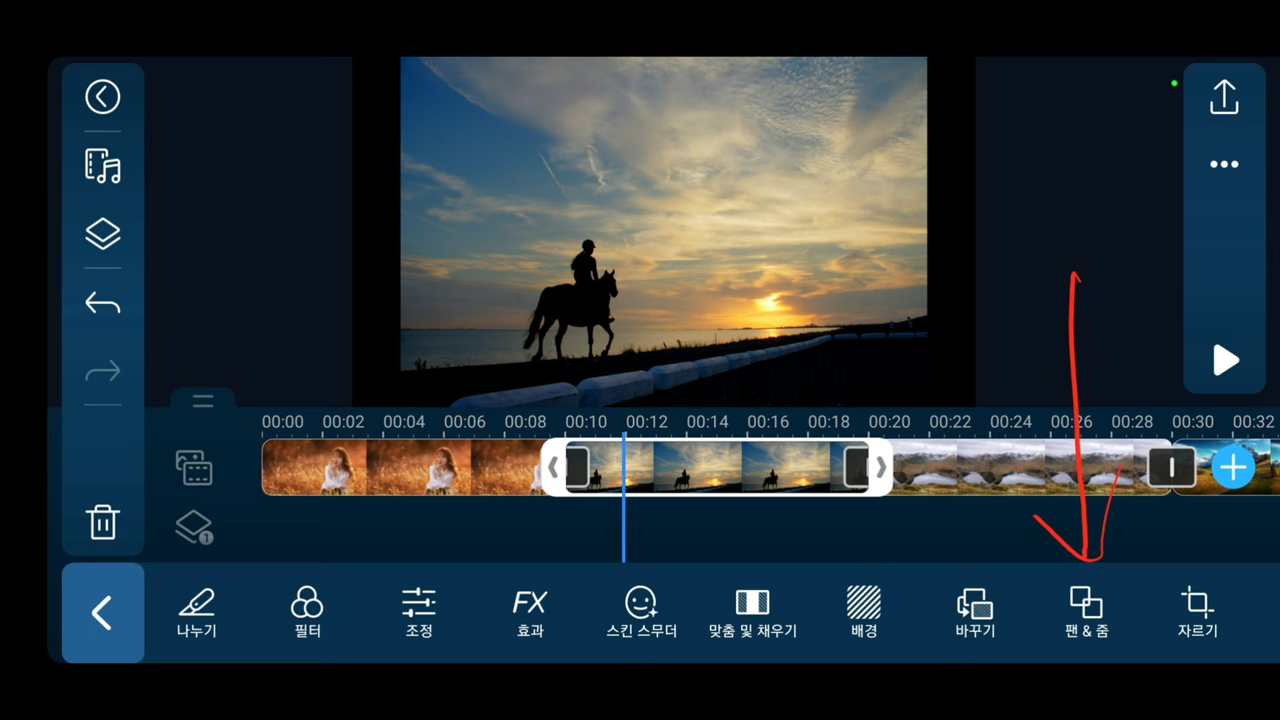 00:00 00:02 00:04 00:06 00:08 00:10 00:12 00:14 00:16 00:18 00:20 00:22 00:24 00:26 00:28 00:30 00:32
1
FX
나누기 필터 조정 효과 스킨 스무더 맞춤 및 채우기 배경 바꾸기 팬 & 줌 자르기